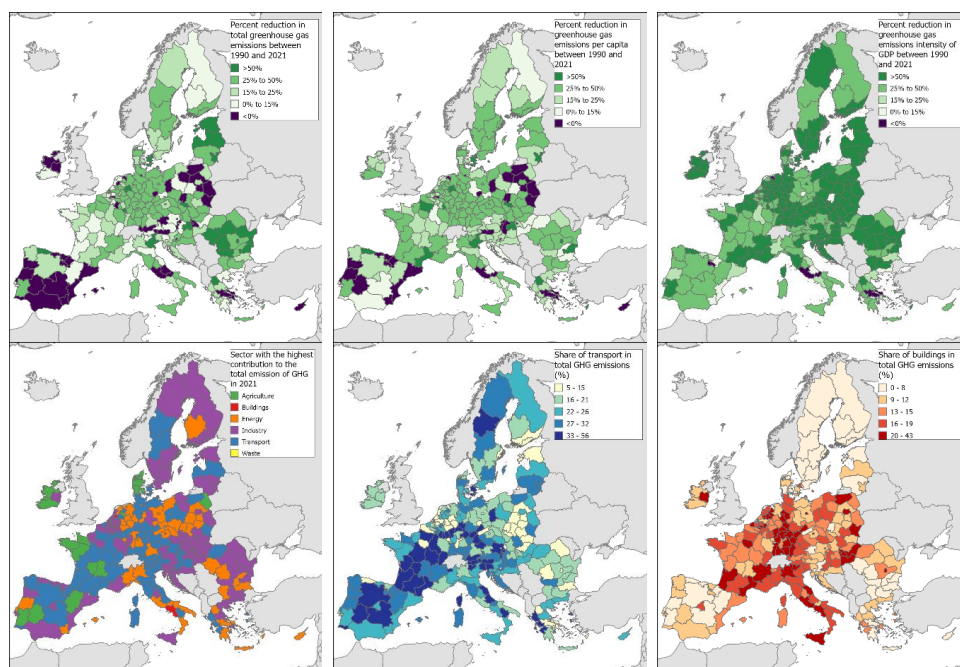 Percent reduction in
total greenhouse gas
emissions between
1990 and 2021
>50%
25% to 50%
15% to 25%
0% to 15%
<0%
Percent reduction in
greenhouse gas
emissions per capita
between 1990 and
2021
>50%
25% to 50%
15% to 25%
0% to 15%
<0%
Percent reduction in
greenhouse gas
emissions intensity of
GDP between 1990 and
2021
>50%
25% to 50%
15% to 25%
0% to 15%
<0%
Sector with the highest
contribution to the
total emission of GHG
in 2021
Agriculture
Buildings
Energy
Industry
Transport
Waste
Share of transport in
total GHG emissions
(%)
5 - 15
16 - 21
22 - 26
27 - 32
33 - 56
Share of buildings in
total GHG emissions
(%)
0 - 8
9 - 12
13 - 15
16 - 19
20 - 43